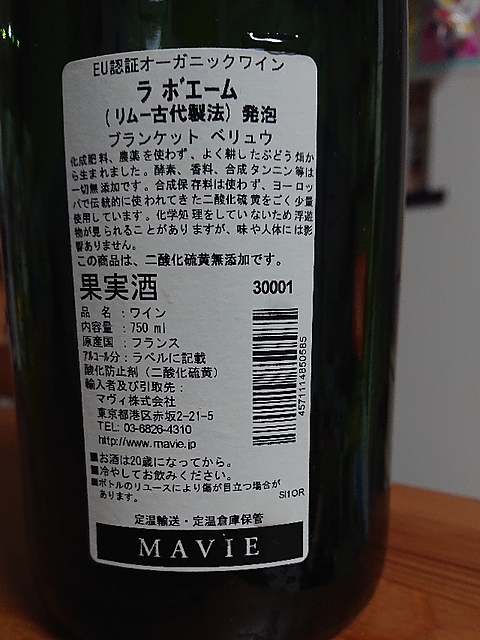 EU認証オーガニックワイン
ラ ボエーム
(リムー古代製法) 発泡
ブランケット ベリュウ
化成肥料、農薬を使わず、よく耕したぶどう畑か
ら生まれました。酵素、香料、合成タンニン等は
一切無添加です。合成保存料は使わず、ヨーロッ
パで伝統的に使われてきた二酸化硫黄をごく少量
使用しています。化学処理をしていないため浮遊
物が見られることがありますが、味や人体には影
響ありません。
この商品は、二酸化硫黄無添加です。
果実酒 30001
品 名 : ワイン
内容量 : 750 ml
原産国 : フランス
アルコール分 : ラベルに記載
酸化防止剤（二酸化硫黄）
輸入者及び引取先 :
マヴィ株式会社
東京都港区赤坂2-21-5
TEL: 03-6826-4310
http://www.mavie.jp
4571114850585
■お酒は20歳になってから。
■冷やしてお飲みください。
■ボトルのリユースにより傷が目立つ場合が
あります。
SI1OR
定温輸送・定温倉庫保管
MAVIE